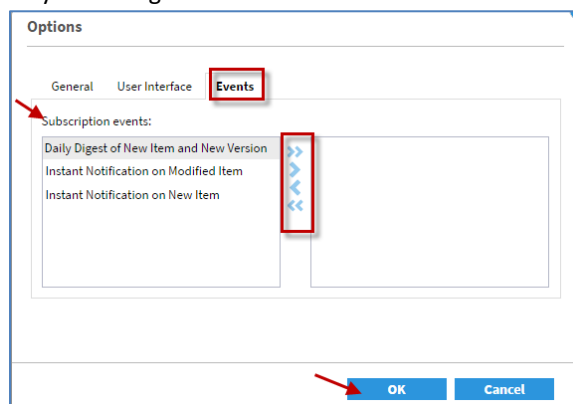 Options
General User Interface Events
Subscription events:
Daily Digest of New Item and New Version
Instant Notification on Modified Item
Instant Notification on New Item
OK Cancel